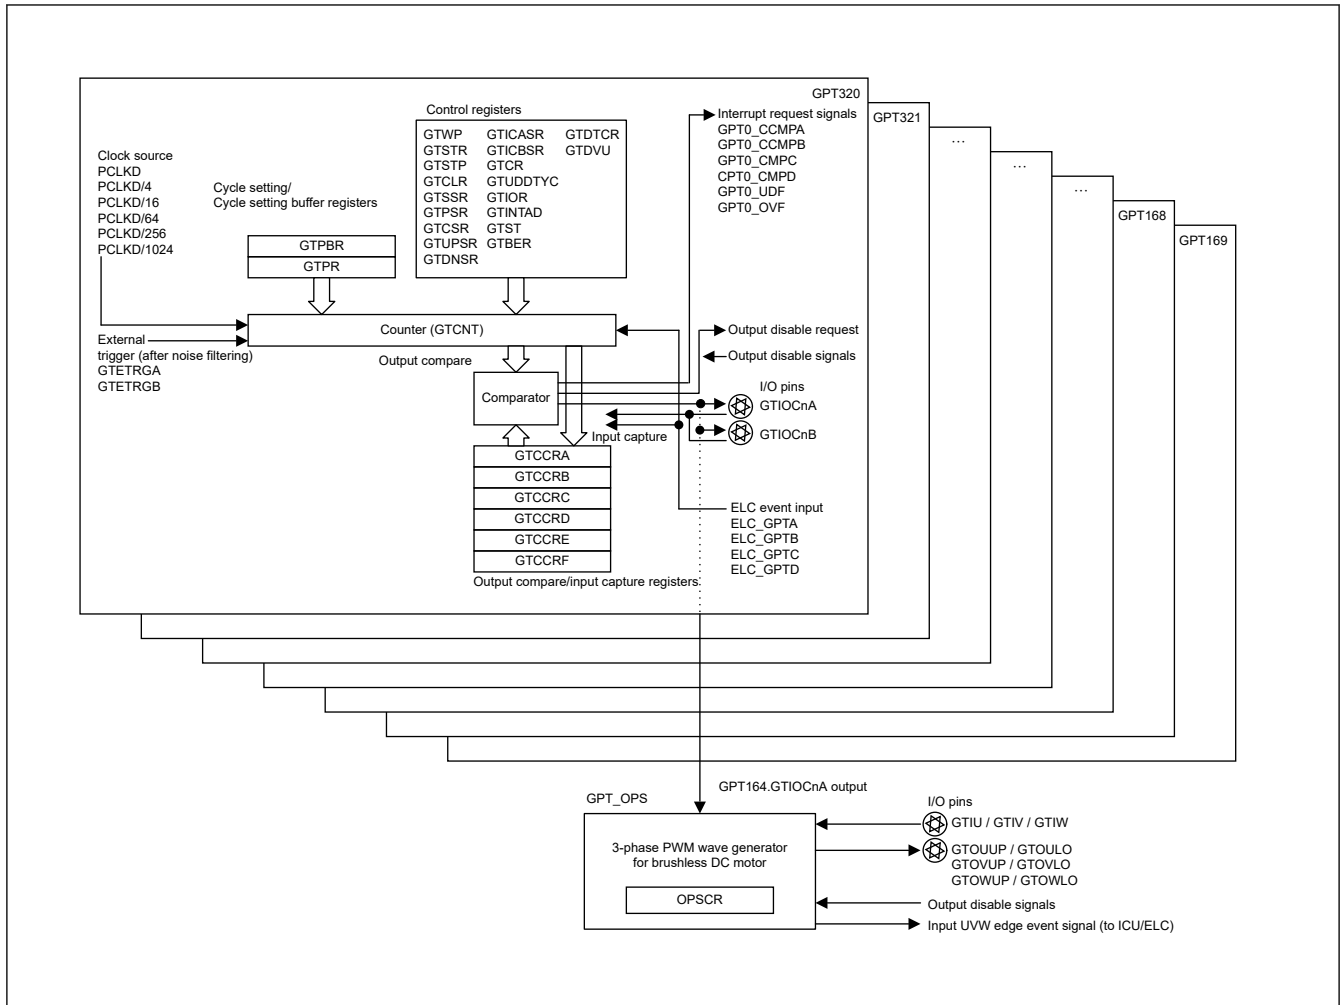 GPT320
GPT321
...
...
...
GPT168
GPT169
Clock source
PCLKD
PCLKD/4
PCLKD/16
PCLKD/64
PCLKD/256
PCLKD/1024
Cycle setting/
Cycle setting buffer registers
GTPBR
GTPR
Control registers
GTWP GTICASR GTDTCR
GTSTR GTICBSR GTDVU
GTSTP GTCR
GTCLR GTUDDTYC
GTSSR GTIOR
GTPSR GTINTAD
GTCSR GTST
GTUPSR GTBER
GTDNSR
Interrupt request signals
GPT0_CCMPA
GPT0_CCMPB
GPT0_CMPC
CPT0_CMPD
GPT0_UDF
GPT0_OVF
Counter (GTCNT)
External
trigger (after noise filtering)
GTETRGA
GTETRGB
Output compare
Comparator
Output disable request
Output disable signals
I/O pins
GTIOCnA
GTIOCnB
Input capture
GTCCRA
GTCCRB
GTCCRC
GTCCRD
GTCCRE
GTCCRF
Output compare/input capture registers
ELC event input
ELC_GPTA
ELC_GPTB
ELC_GPTC
ELC_GPTD
GPT164.GTIOCnA output
GPT_OPS
3-phase PWM wave generator
for brushless DC motor
OPSCR
I/O pins
GTIU / GTIV / GTIW
GTOUUP / GTOULO
GTOVUP / GTOVLO
GTOWUP / GTOWLO
Output disable signals
Input UVW edge event signal (to ICU/ELC)